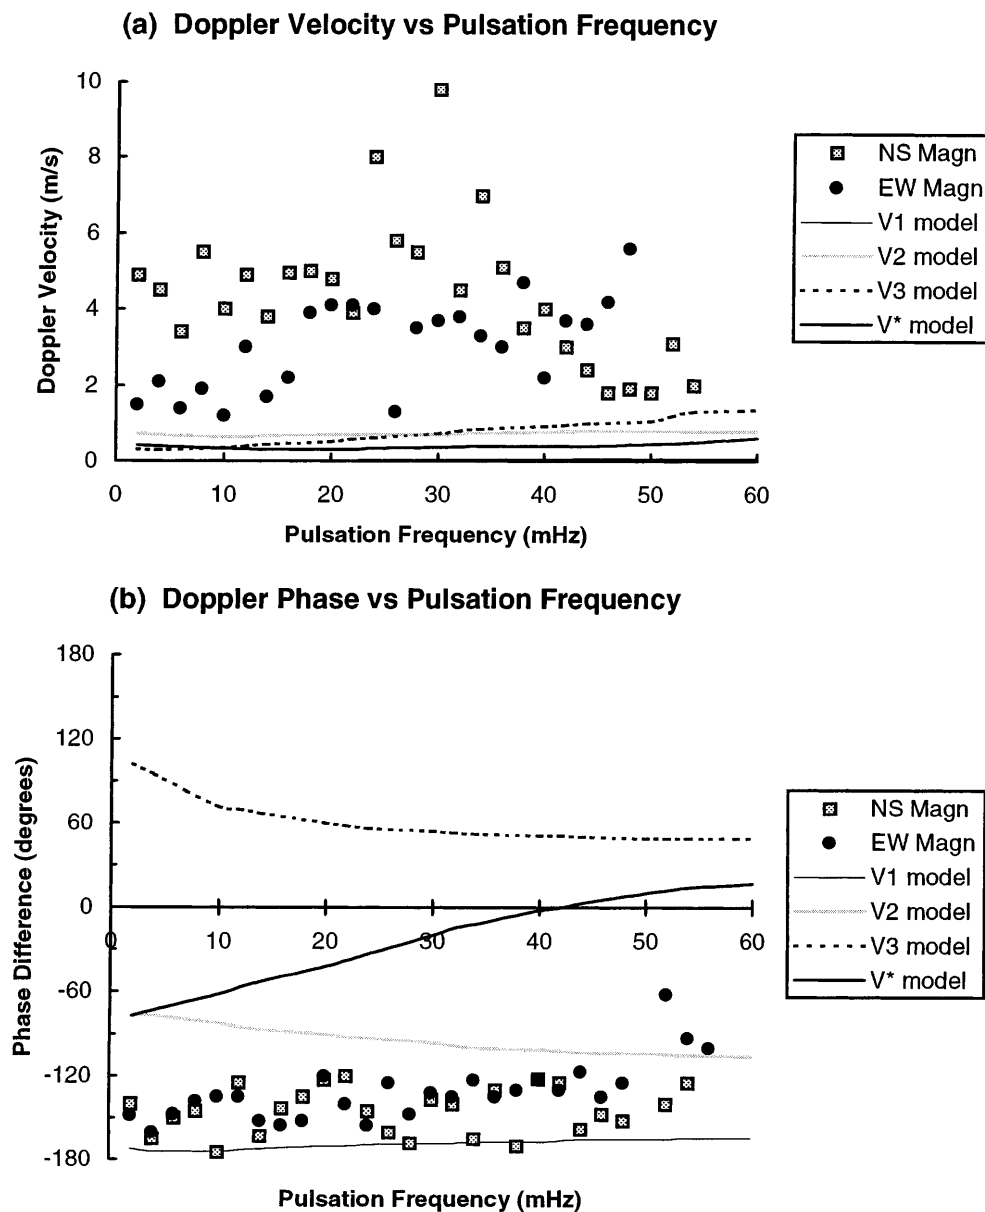 (a) Doppler Velocity vs Pulsation Frequency
10
8
6
4
2
0
Doppler Velocity (m/s)
0 10 20 30 40 50 60
Pulsation Frequency (mHz)
NS Magn
EW Magn
V1 model
V2 model
V3 model
V* model
(b) Doppler Phase vs Pulsation Frequency
180
120
60
0
-60
-120
-180
Phase Difference (degrees)
0 10 20 30 40 50 60
Pulsation Frequency (mHz)
NS Magn
EW Magn
V1 model
V2 model
V3 model
V* model